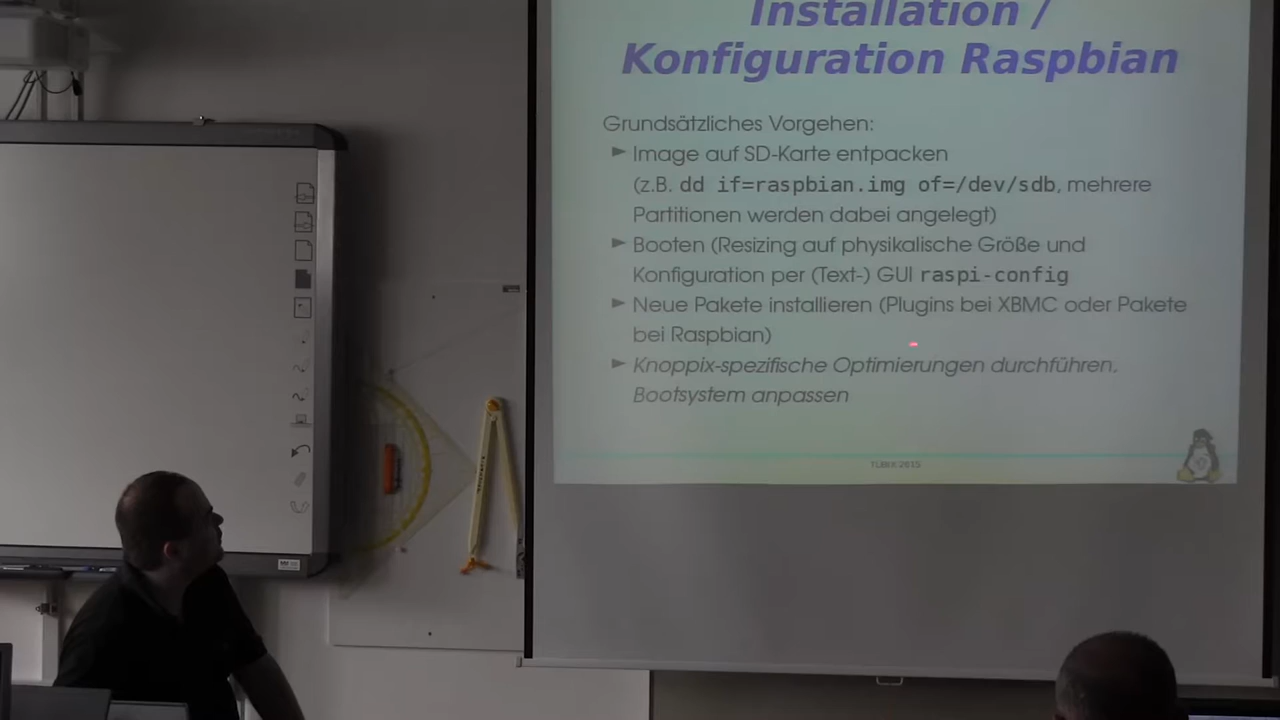 Installation /
Konfiguration Raspbian
Grundsätzliches Vorgehen:
Image auf SD-Karte entpacken
(z.B. dd if=raspbian.img of=/dev/sdb, mehrere
Partitionen werden dabei angelegt)
Booten (Resizing auf physikalische Größe und
Konfiguration per (Text-) GUI raspi-config
Neue Pakete installieren (Plugins bei XBMC oder Pakete
bei Raspbian)
Knoppix-spezifische Optimierungen durchführen,
Bootsystem anpassen